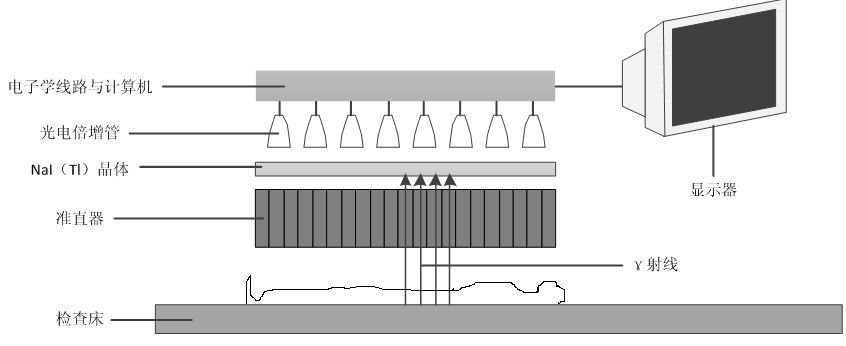 电子学线路与计算机
光电倍增管
NaI（Tl）晶体
显示器
准直器
γ射线
检查床